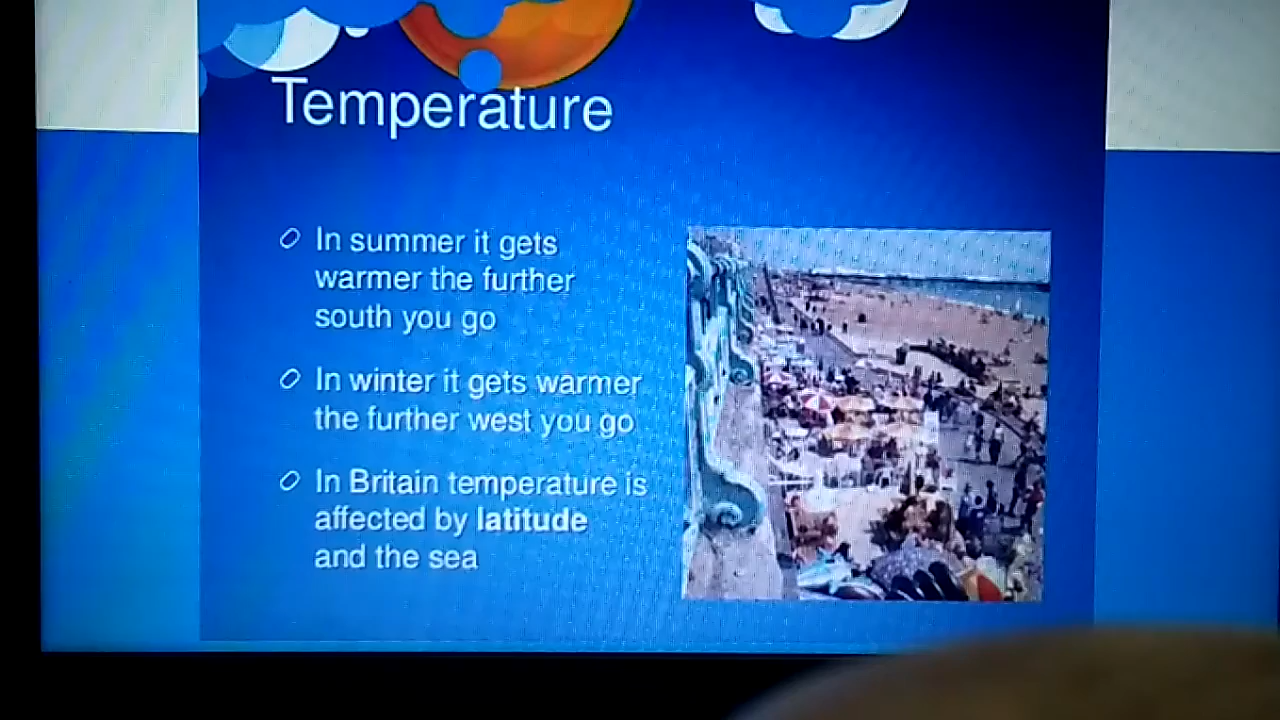 Temperature
In summer it gets
warmer the further
south you go
In winter it gets warmer
the further west you go
In Britain temperature is
affected by latitude
and the sea